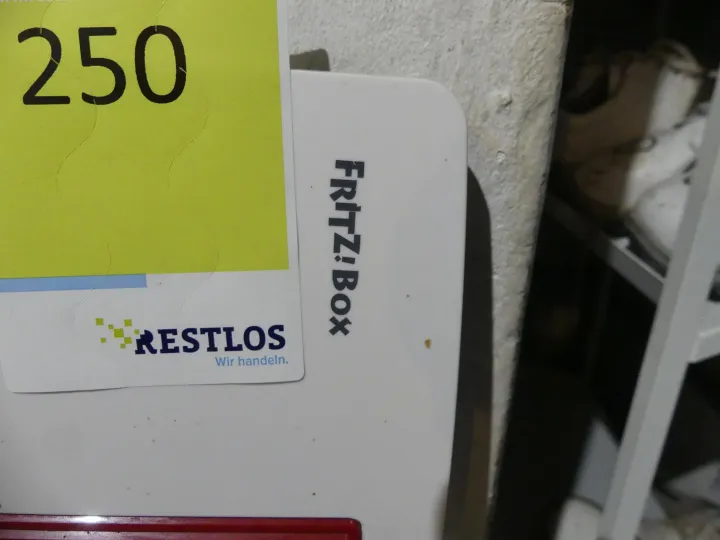 250
RESTLOS
Wir handeln.
FRITZ!Box